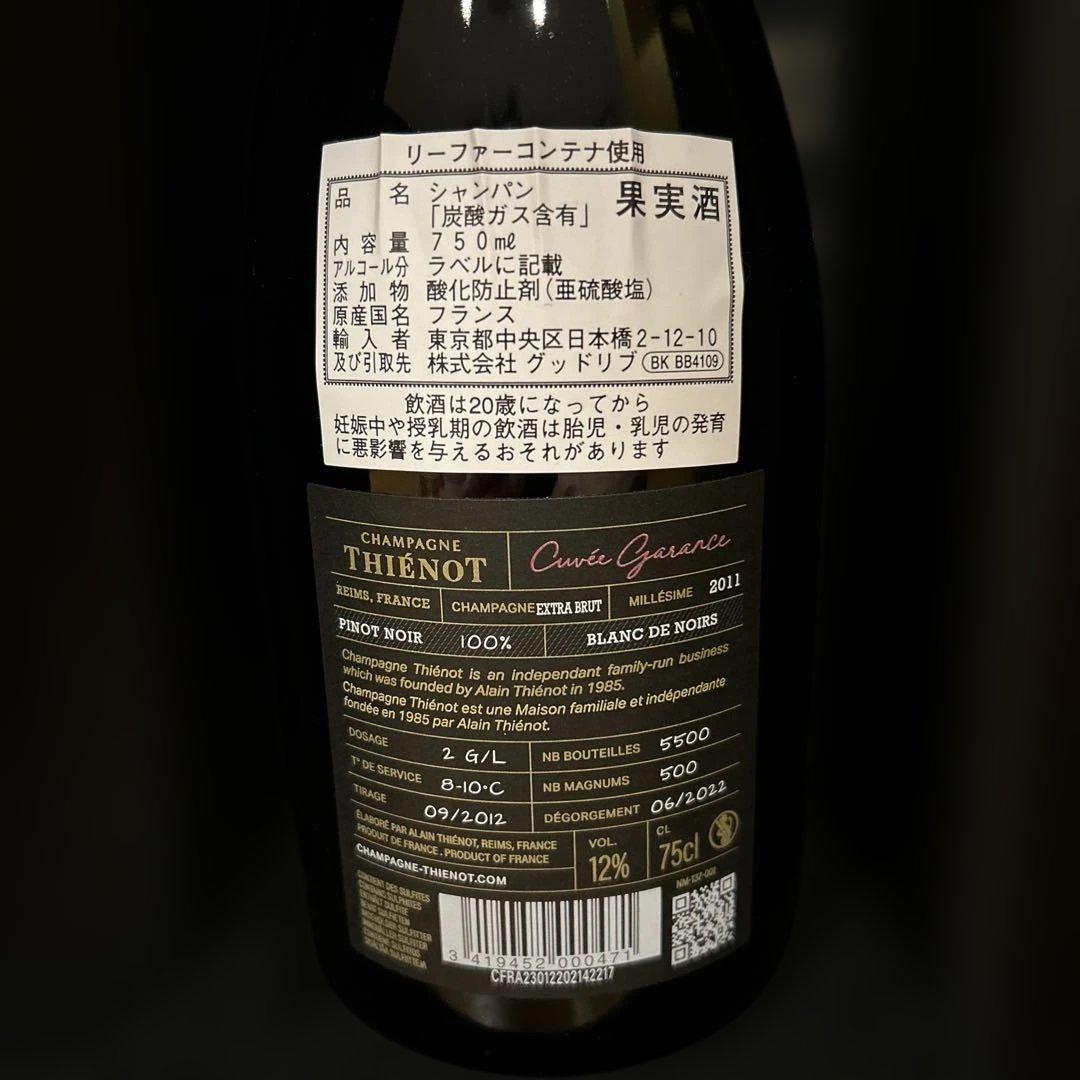 リーファーコンテナ使用
品 名 シャンパン 果実酒
「炭酸ガス含有」
内容量 750㎖
アルコール分 ラベルに記載
添加物 酸化防止剤(亜硫酸塩)
原産国名 フランス
輸入者 東京都中央区日本橋2-12-10
及び引取先 株式会社 グッドリブ BK BB4109
飲酒は20歳になってから
妊娠中や授乳期の飲酒は胎児・乳児の発育
に悪影響を与えるおそれがあります
CHAMPAGNE
THIÉNOT
Cuvée Garance
REIMS, FRANCE CHAMPAGNE EXTRA BRUT MILLÉSIME 2011
PINOT NOIR 100% BLANC DE NOIRS
Champagne Thiénot is an independant family-run business
which was founded by Alain Thiénot in 1985.
Champagne Thiénot est une Maison familiale et indépendante
fondée en 1985 par Alain Thiénot.
DOSAGE 2 G/L NB BOUTEILLES 5500
T° DE SERVICE 8-10°C NB MAGNUMS 500
TIRAGE 09/2012 DÉGORGEMENT 06/2022
ÉLABORÉ PAR ALAIN THIÉNOT, REIMS, FRANCE
PRODUIT DE FRANCE . PRODUCT OF FRANCE
CHAMPAGNE-THIENOT.COM
VOL.
12%
CL
75cl
NM-137-001
CONTIENT DES SULFITES
CONTAINS SULPHITES
ENTHÄLT SULFITE
3 419452 000471
CFRA23012202142217